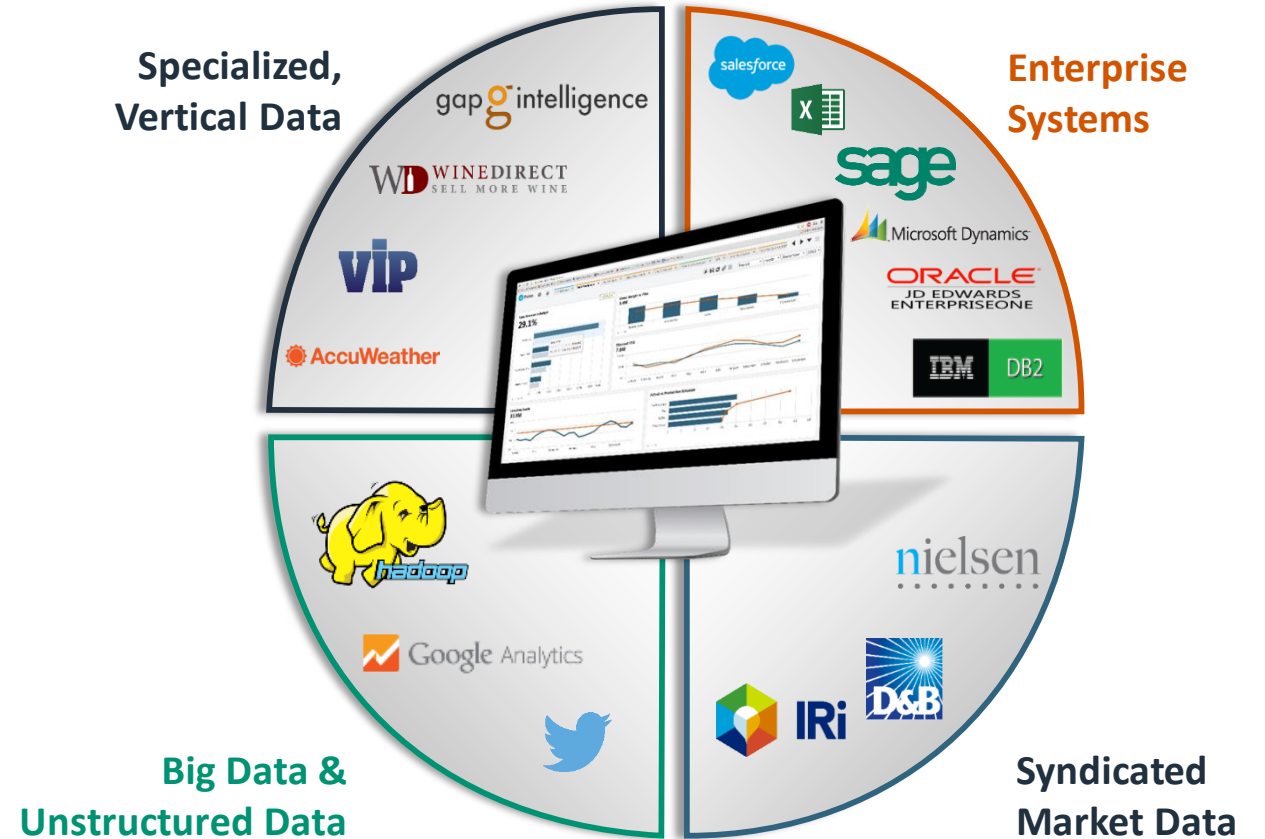 Specialized,
Vertical Data
gap intelligence
WD WINEDIRECT
SELL MORE WINE
VIP
AccuWeather
salesforce
Enterprise
Systems
X
sage
Microsoft Dynamics
ORACLE
JD EDWARDS
ENTERPRISEONE
IBM DB2
29.1%
hadoop
Google Analytics
Big Data &
Unstructured Data
nielsen
D&B
IRi
Syndicated
Market Data